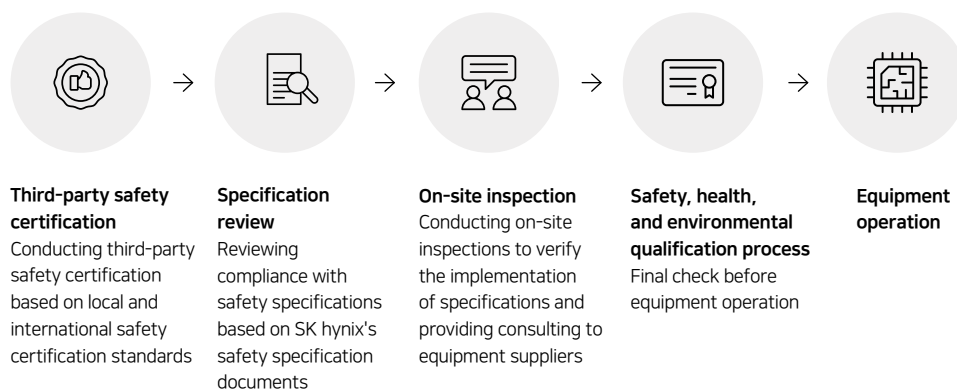 Third-party safety
certification
Conducting third-party
safety certification
based on local and
international safety
certification standards
Specification
review
Reviewing
compliance with
safety specifications
based on SK hynix's
safety specification
documents
On-site inspection
Conducting on-site
inspections to verify
the implementation
of specifications and
providing consulting to
equipment suppliers
Safety, health,
and environmental
qualification process
Final check before
equipment operation
Equipment
operation